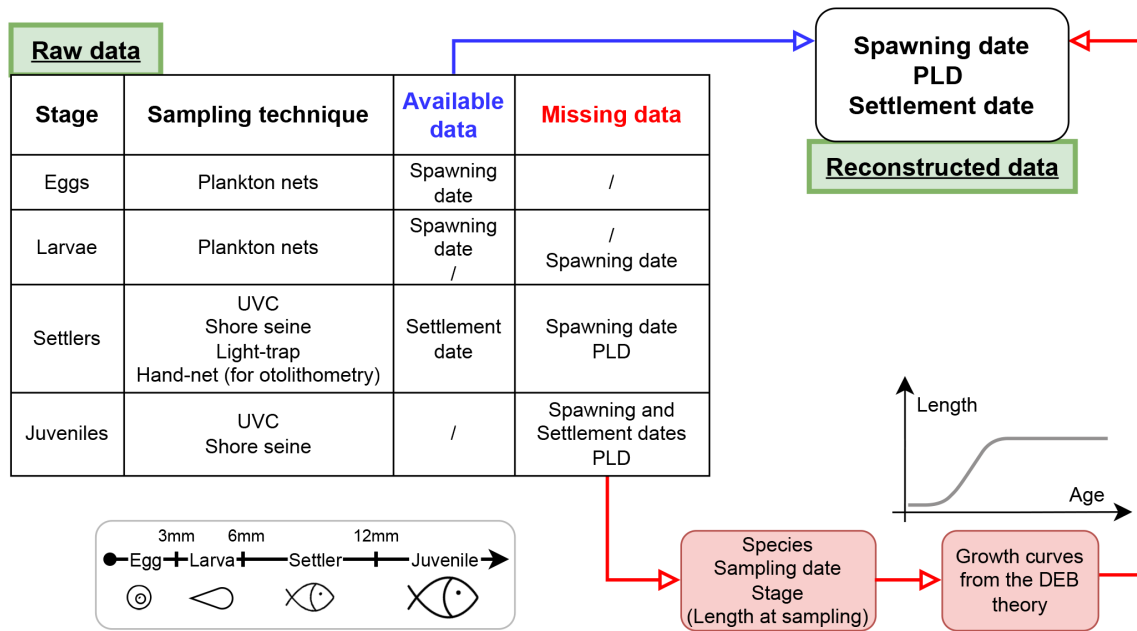 Raw data
Stage
Sampling technique
Available
data
Missing data
Eggs
Plankton nets
Spawning
date
/
Larvae
Plankton nets
Spawning
date
/
/
Spawning date
Settlers
UVC
Shore seine
Light-trap
Hand-net (for otolithometry)
Settlement
date
Spawning date
PLD
Juveniles
UVC
Shore seine
/
Spawning and
Settlement dates
PLD
Spawning date
PLD
Settlement date
Reconstructed data
Length
Age
3mm
6mm
12mm
Egg
Larva
Settler
Juvenile
Species
Sampling date
Stage
(Length at sampling)
Growth curves
from the DEB
theory